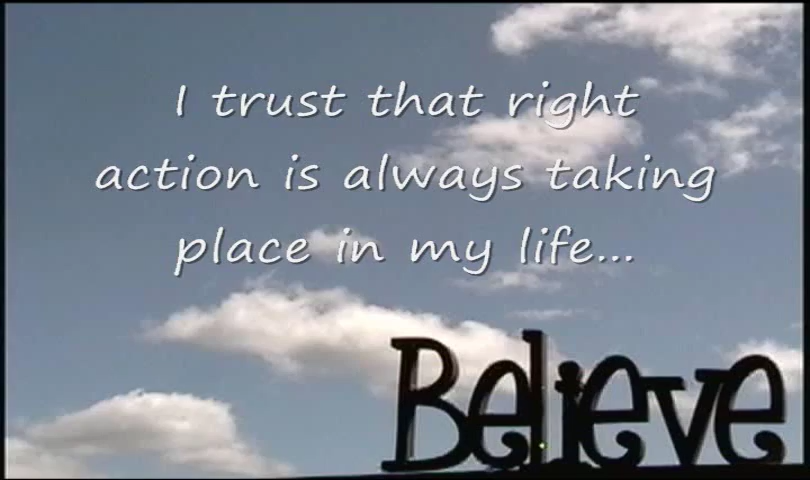 I trust that right
action is always taking
place in my life...
Believe